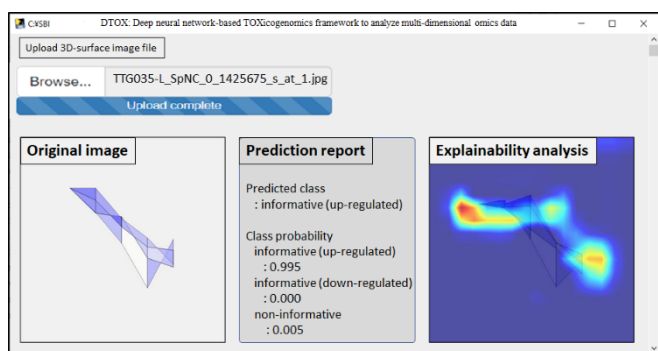 C:¥SBI
DTOX: Deep neural network-based TOXicogenomics framework to analyze multi-dimensional omics data
Upload 3D-surface image file
Browse...
TTG035-L_SpNC_0_1425675_s_at_1.jpg
Upload complete
Original image
Prediction report
Predicted class
: informative (up-regulated)
Class probability
informative (up-regulated)
: 0.995
informative (down-regulated)
: 0.000
non-informative
: 0.005
Explainability analysis